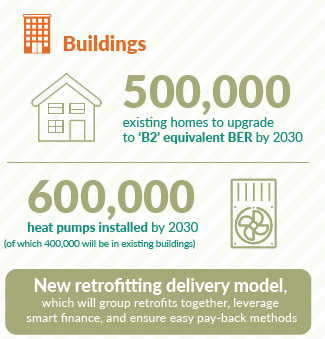 Buildings
500,000
existing homes to upgrade
to ‘B2’ equivalent BER by 2030
600,000
heat pumps installed by 2030
(of which 400,000 will be in existing buildings)
New retrofitting delivery model,
which will group retrofits together, leverage
smart finance, and ensure easy pay-back methods